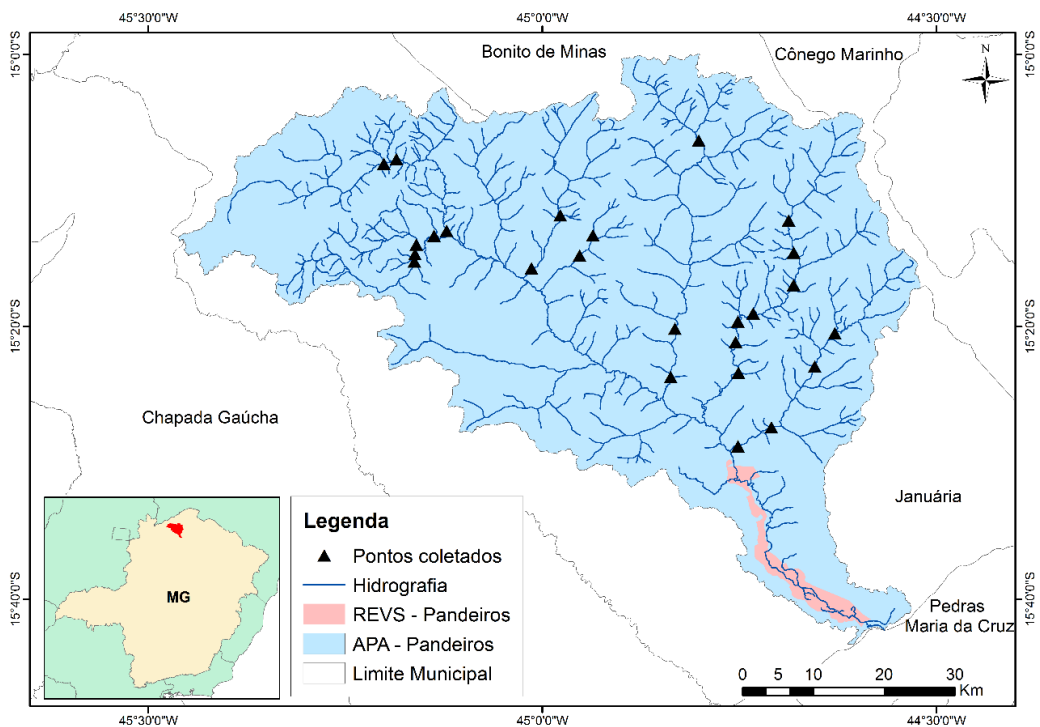 45°30'0"W 45°0'0"W 44°30'0"W
15°0'0"S 15°0'0"S
Bonito de Minas
Cônego Marinho
N
15°20'0"S 15°20'0"S
Chapada Gaúcha
Januária
Legenda
Pontos coletados
Hidrografia
REVS - Pandeiros
APA - Pandeiros
Limite Municipal
MG
15°40'0"S 15°40'0"S
Pedras
Maria da Cruz
0 5 10 20 30
Km
45°30'0"W 45°0'0"W 44°30'0"W